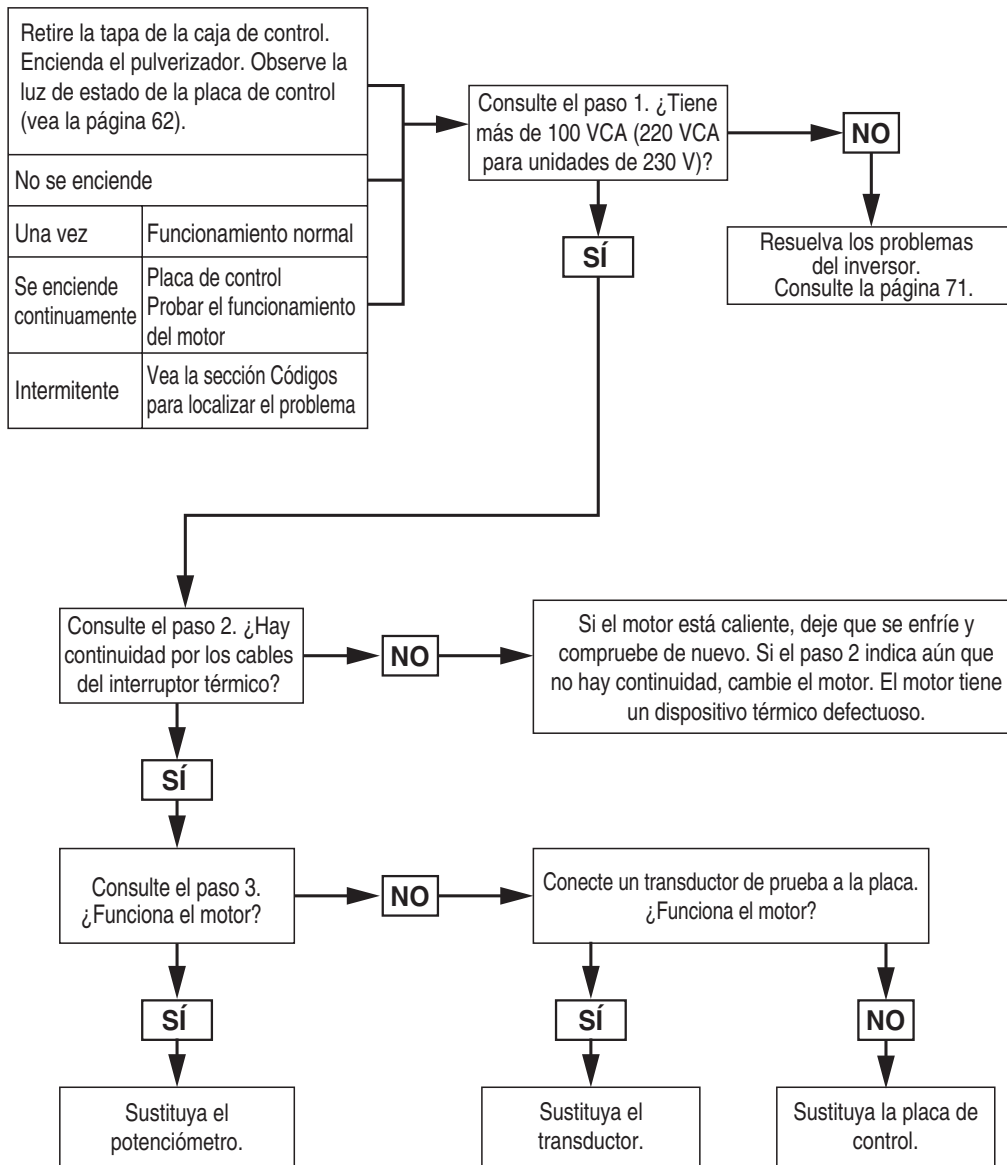 Retire la tapa de la caja de control.
Encienda el pulverizador. Observe la
luz de estado de la placa de control
(vea la página 62).
No se enciende
Una vez
Funcionamiento normal
Se enciende
continuamente
Placa de control
Probar el funcionamiento
del motor
Intermitente
Vea la sección Códigos
para localizar el problema
Consulte el paso 1. ¿Tiene
más de 100 VCA (220 VCA
para unidades de 230 V)?
NO
Resuelva los problemas
del inversor.
Consulte la página 71.
SÍ
Consulte el paso 2. ¿Hay
continuidad por los cables
del interruptor térmico?
NO
Si el motor está caliente, deje que se enfríe y
compruebe de nuevo. Si el paso 2 indica aún que
no hay continuidad, cambie el motor. El motor tiene
un dispositivo térmico defectuoso.
SÍ
Consulte el paso 3.
¿Funciona el motor?
NO
Conecte un transductor de prueba a la placa.
¿Funciona el motor?
SÍ
SÍ
NO
Sustituya el
potenciómetro.
Sustituya el
transductor.
Sustituya la placa de
control.